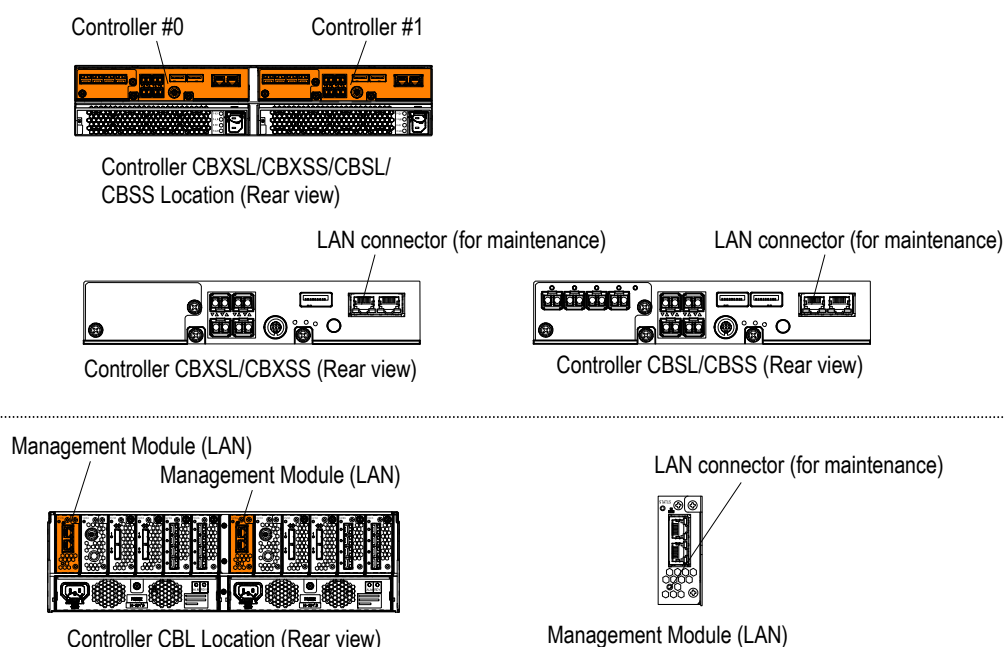 Controller #0
Controller #1
Controller CBXSL/CBXSS/CBSL/
CBSS Location (Rear view)
LAN connector (for maintenance)
LAN connector (for maintenance)
Controller CBXSL/CBXSS (Rear view)
Controller CBSL/CBSS (Rear view)
Management Module (LAN)
Management Module (LAN)
LAN connector (for maintenance)
STATUS
Controller CBL Location (Rear view)
Management Module (LAN)